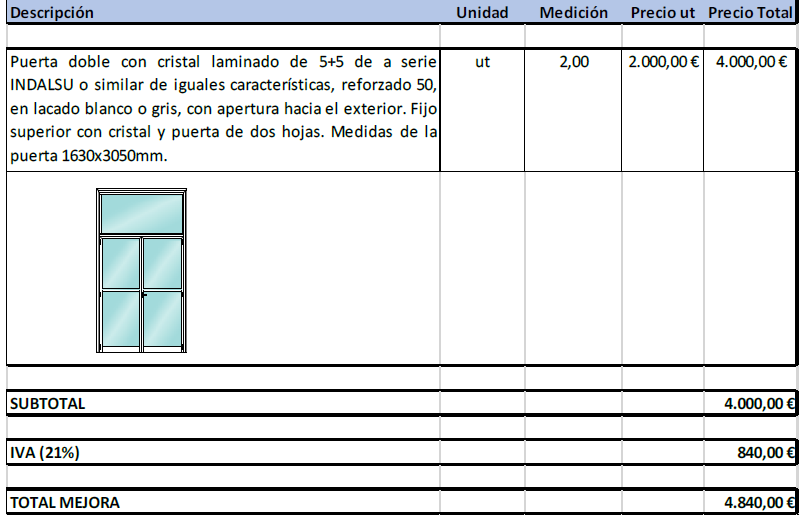 Descripción Unidad Medición Precio ut Precio Total
Puerta doble con cristal laminado de 5+5 de a serie ut 2,00 2.000,00 € 4.000,00 €
INDALSU o similar de iguales características, reforzado 50,
en lacado blanco o gris, con apertura hacia el exterior. Fijo
superior con cristal y puerta de dos hojas. Medidas de la
puerta 1630x3050mm.
SUBTOTAL 4.000,00 €
IVA (21%) 840,00 €
TOTAL MEJORA 4.840,00 €